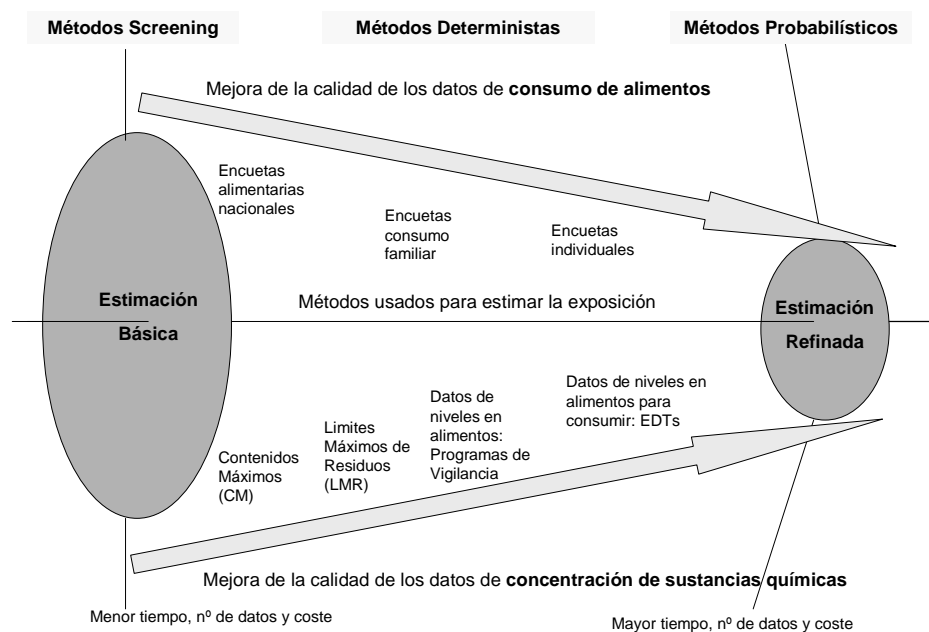 Métodos Screening
Métodos Deterministas
Métodos Probabilísticos
Mejora de la calidad de los datos de consumo de alimentos
Encuetas
alimentarias
nacionales
Encuetas
consumo
familiar
Encuetas
individuales
Estimación
Básica
Métodos usados para estimar la exposición
Estimación
Refinada
Contenidos
Máximos
(CM)
Limites
Máximos de
Residuos
(LMR)
Datos de
niveles en
alimentos:
Programas de
Vigilancia
Datos de niveles en
alimentos para
consumir: EDTs
Mejora de la calidad de los datos de concentración de sustancias químicas
Menor tiempo, nº de datos y coste
Mayor tiempo, nº de datos y coste